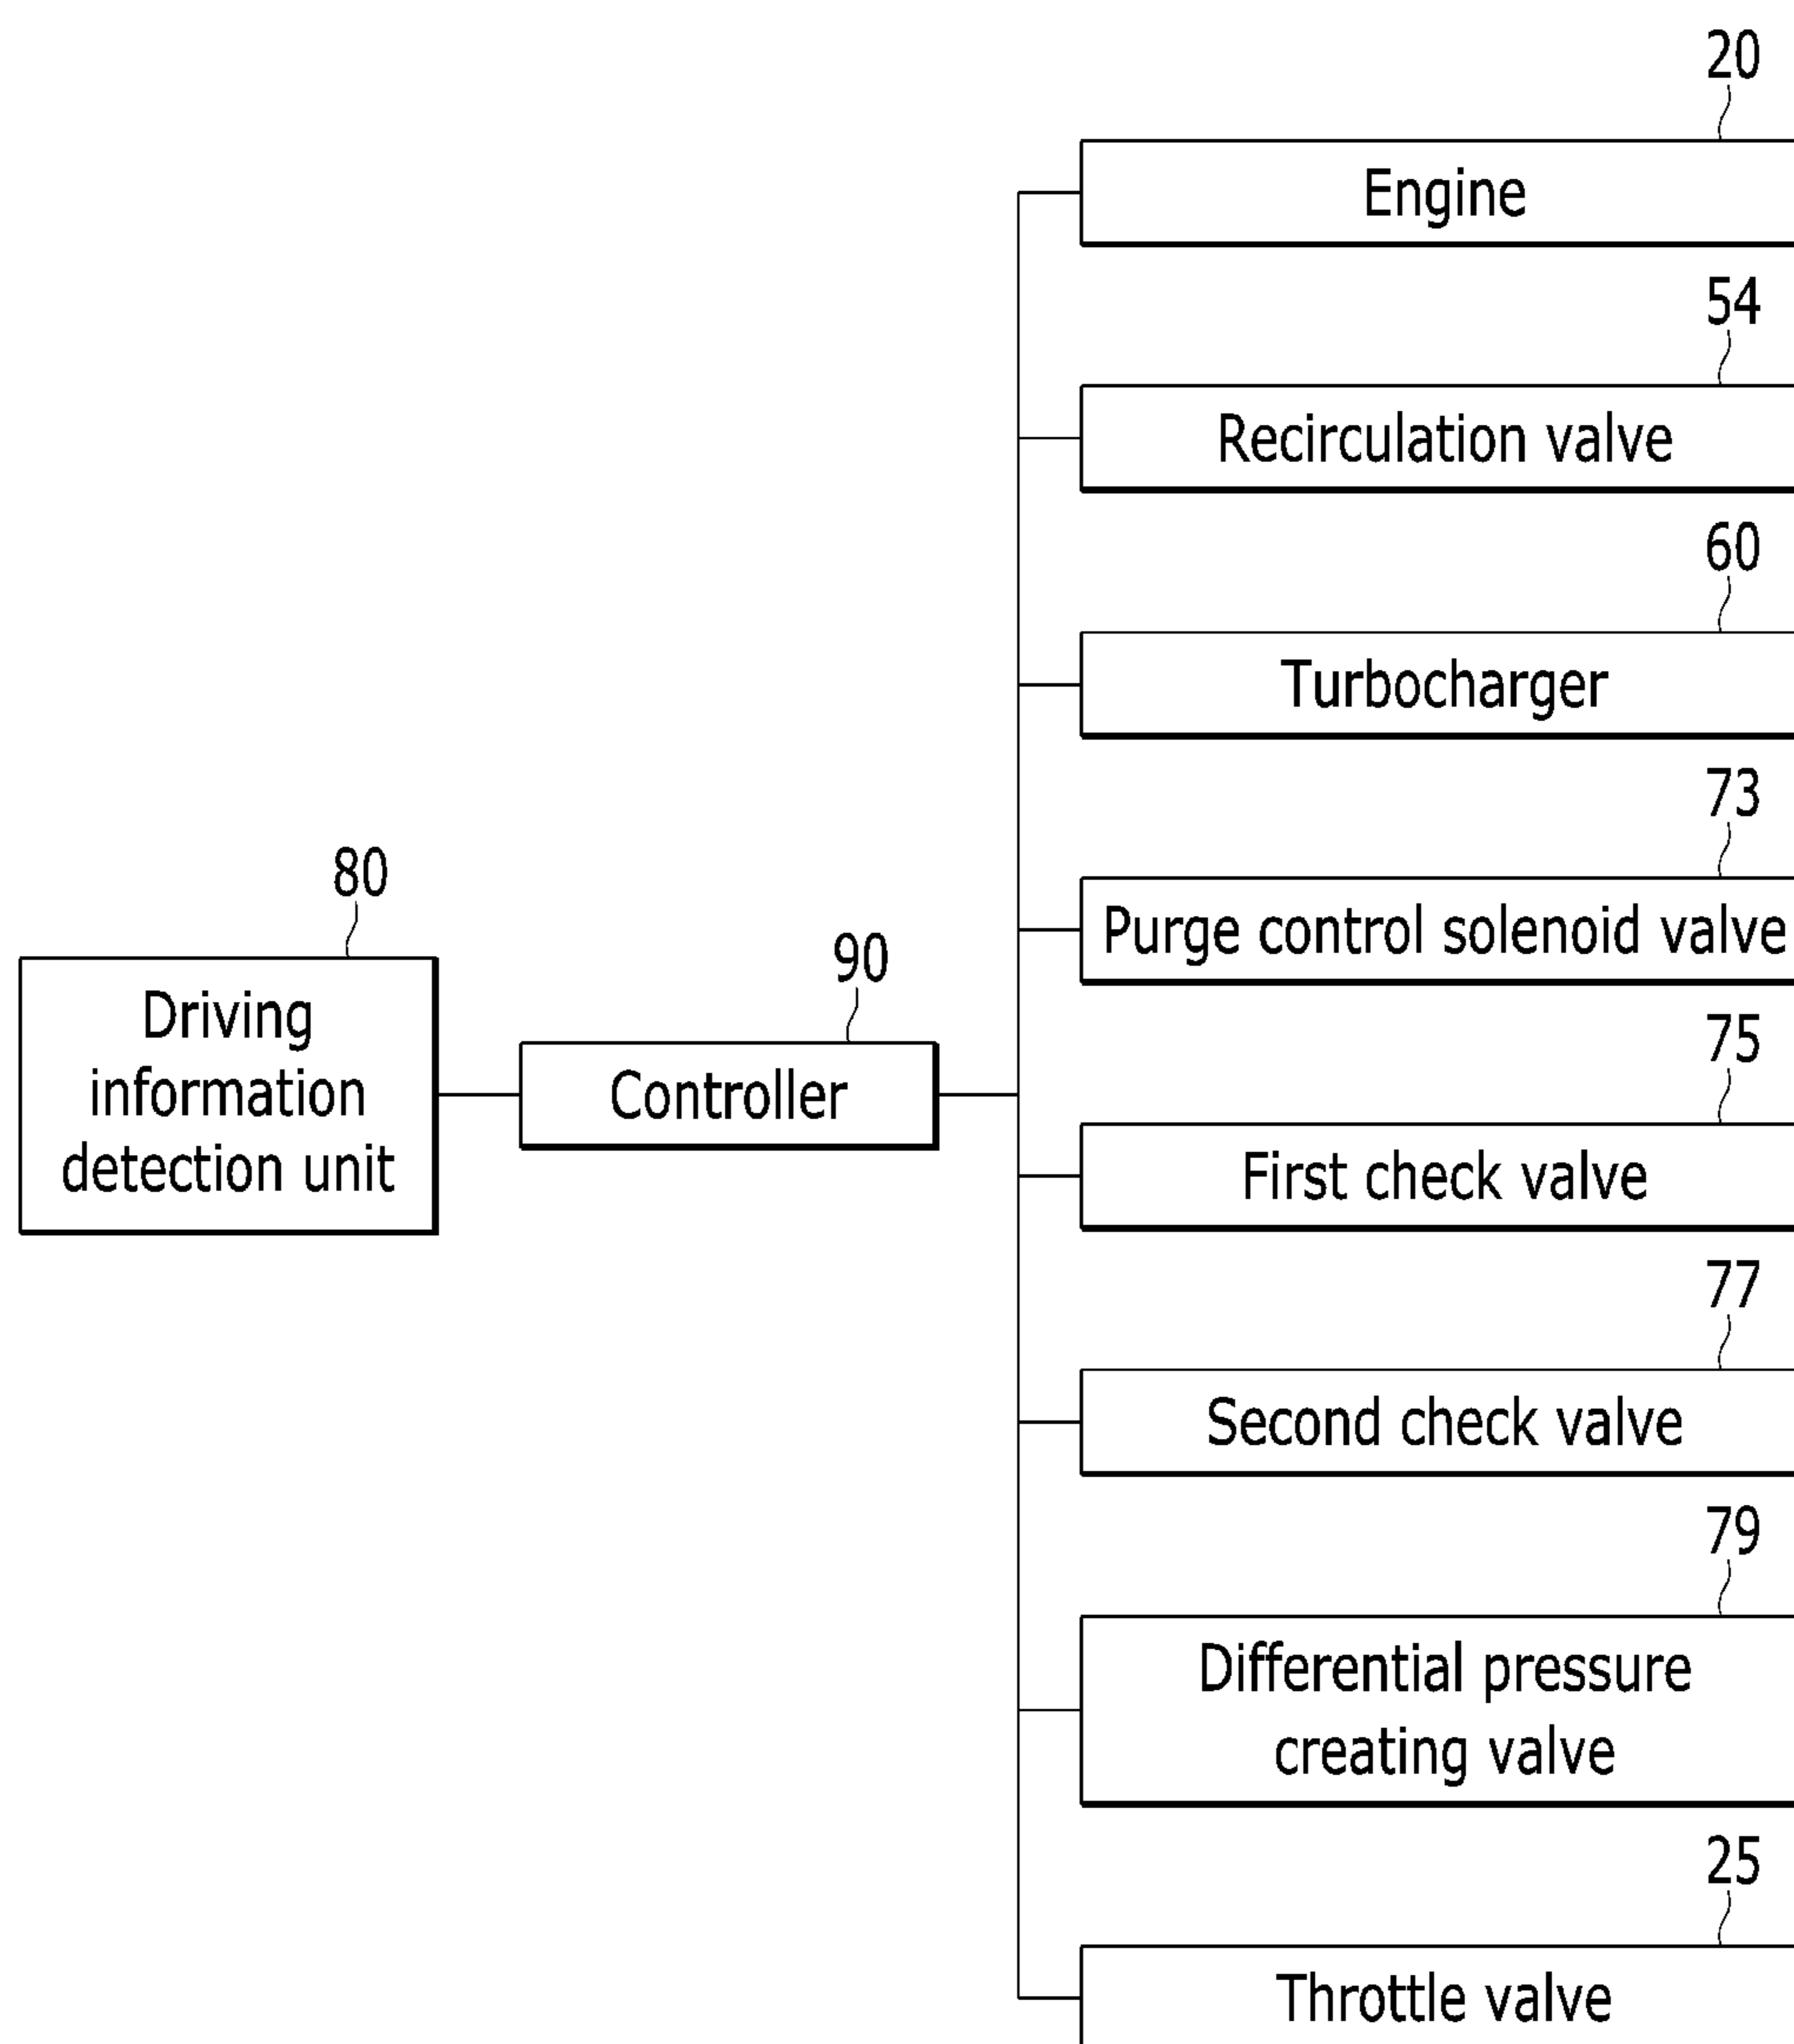 20
Engine
54
Recirculation valve
60
Turbocharger
73
Purge control solenoid valve
80
Driving
information
detection unit
90
Controller
75
First check valve
77
Second check valve
79
Differential pressure
creating valve
25
Throttle valve